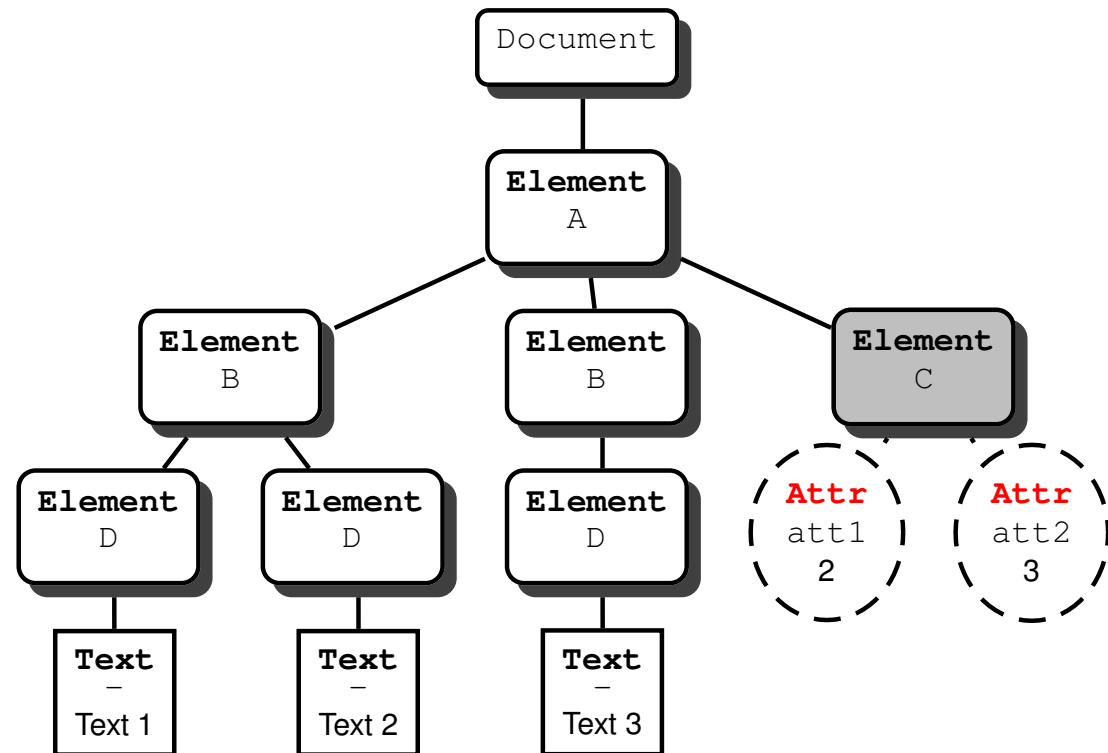 Document
Element
A
Element
B
Element
B
Element
C
Element
D
Element
D
Element
D
Attr
att1
2
Attr
att2
3
Text
–
Text 1
Text
–
Text 2
Text
–
Text 3